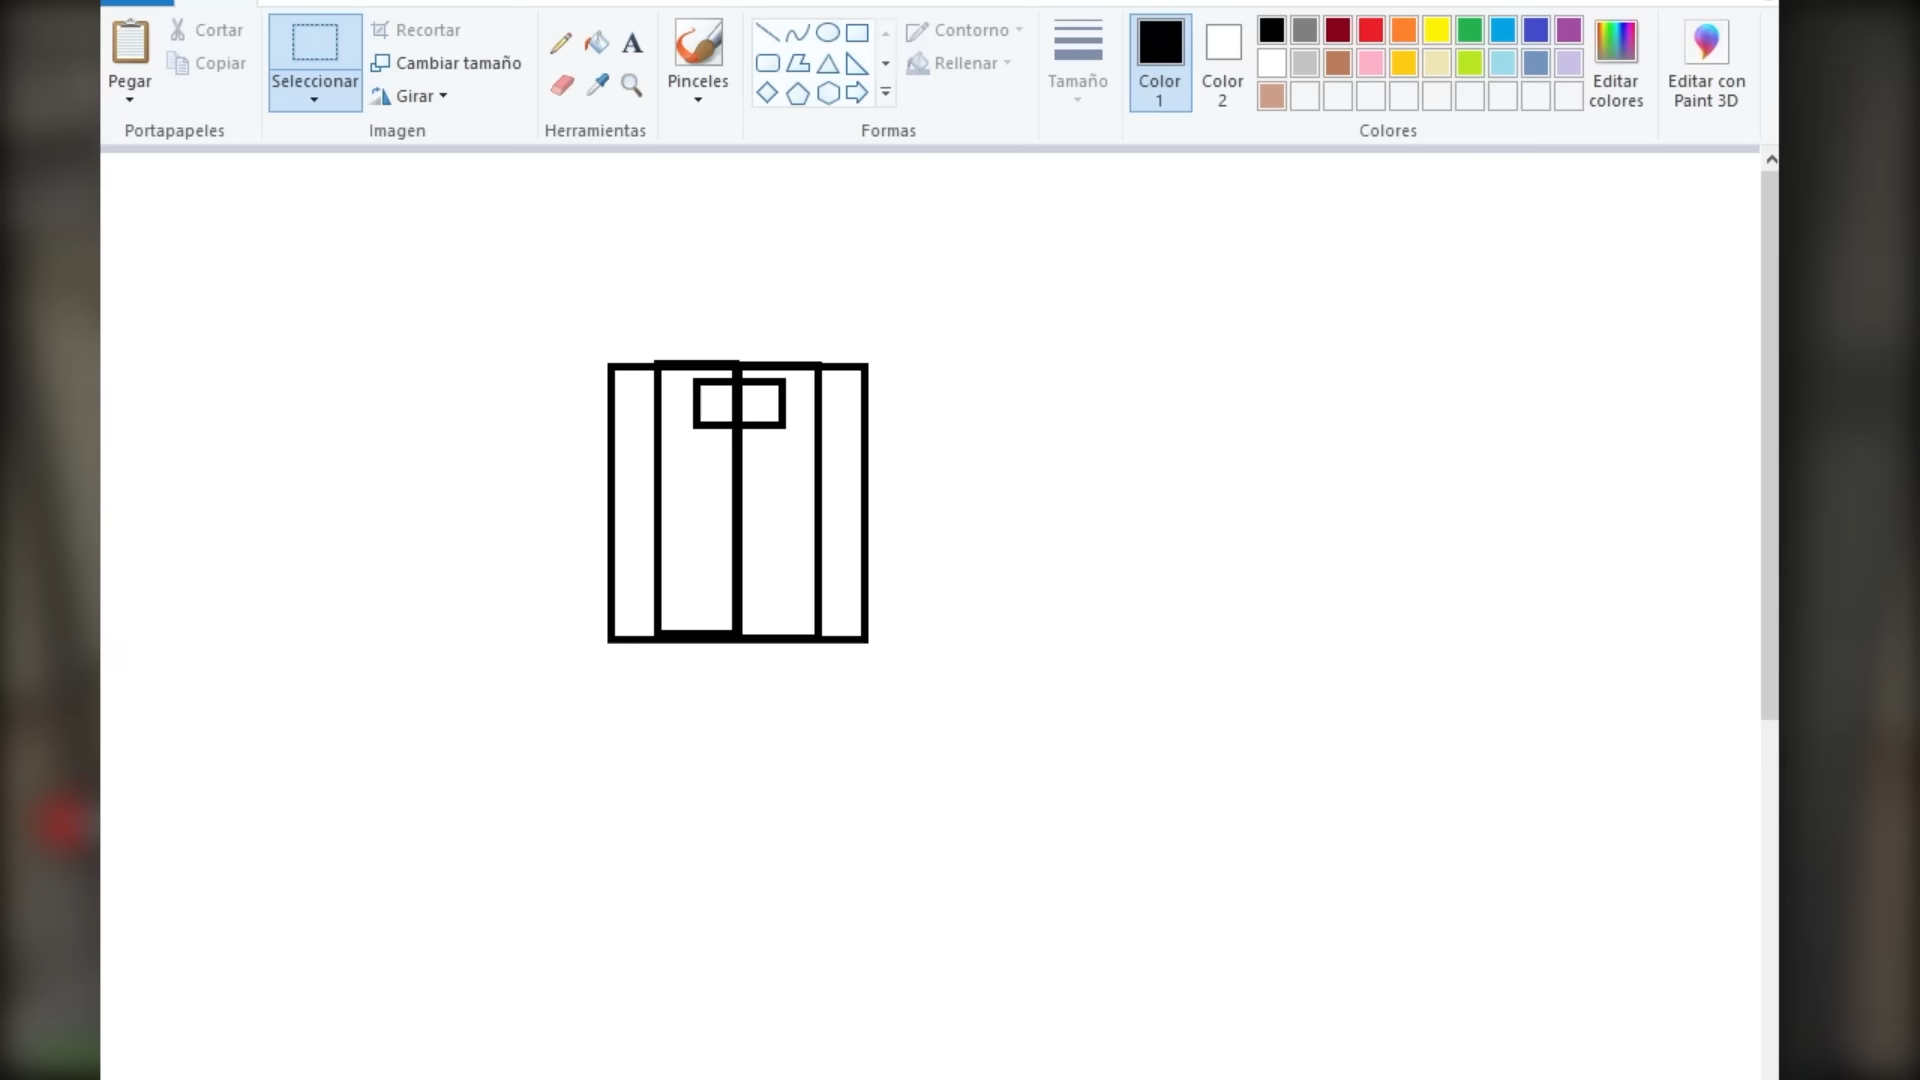 Pegar
Cortar
Copiar
Portapapeles
Seleccionar
Recortar
Cambiar tamaño
Girar
Imagen
A
Herramientas
Pinceles
Formas
Contorno
Rellenar
Tamaño
Color
1
Color
2
Editar
colores
Colores
Editar con
Paint 3D